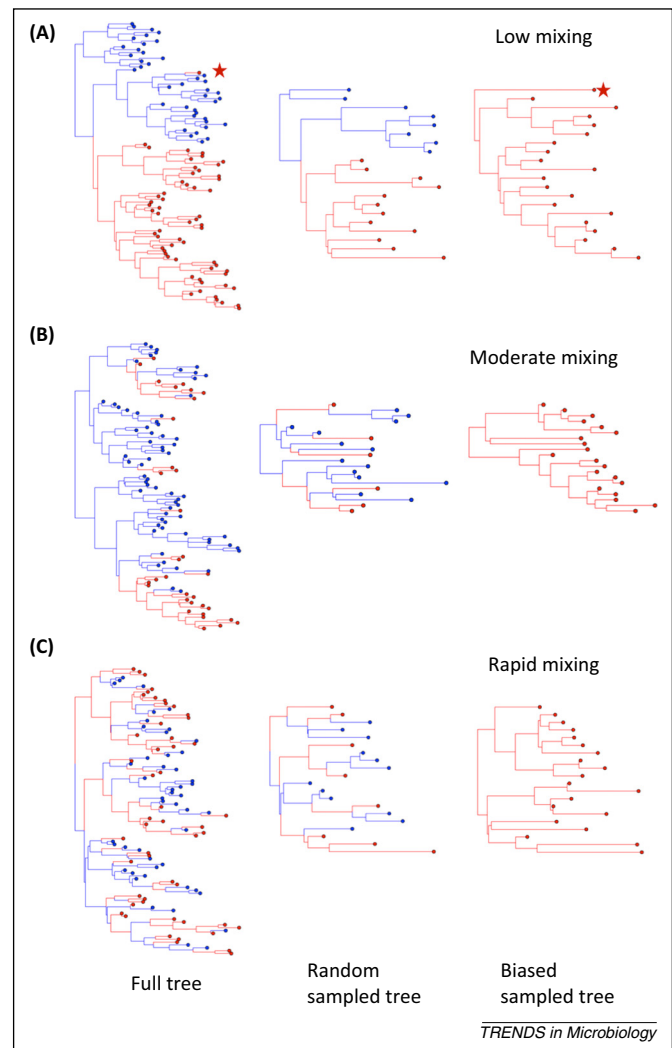 (A)
Low mixing
(B)
Moderate mixing
(C)
Rapid mixing
Full tree
Random
sampled tree
Biased
sampled tree
TRENDS in Microbiology